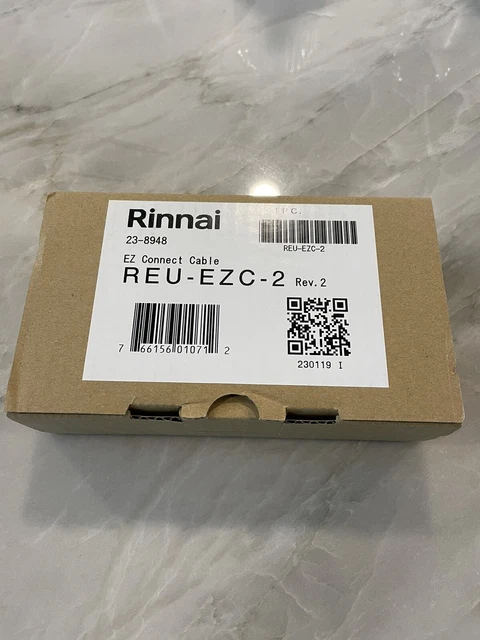 Rinnai
1PC.
23-8948
REU-EZC-2
EZ Connect Cable
REU-EZC-2 Rev.2
7 66156 01071 2
230119 I